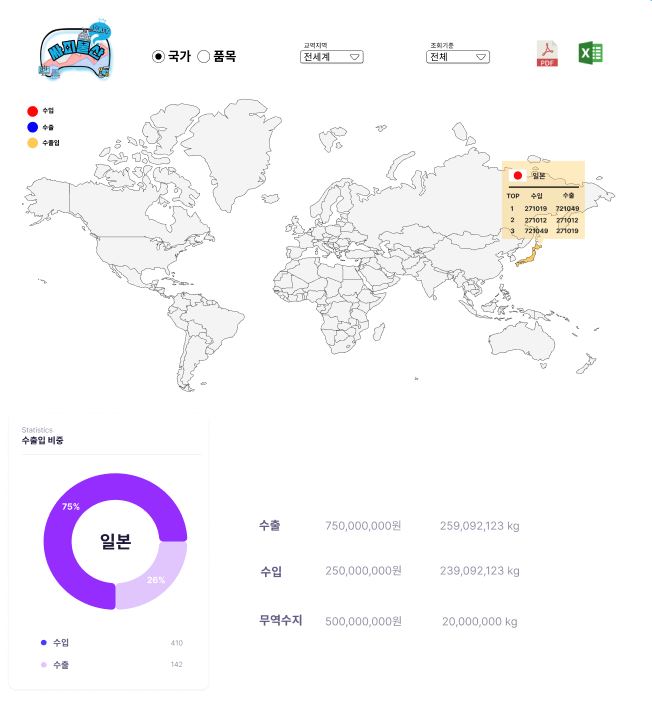 싸피물산
국가 품목
교역지역
전세계
조회기준
전체
PDF
수입
수출
수출입
일본
TOP 수입 수출
1 271019 721049
2 271012 271012
3 721049 271019
Statistics
수출입 비중
75%
일본
26%
수입 410
수출 142
수출 750,000,000원 259,092,123 kg
수입 250,000,000원 239,092,123 kg
무역수지 500,000,000원 20,000,000 kg